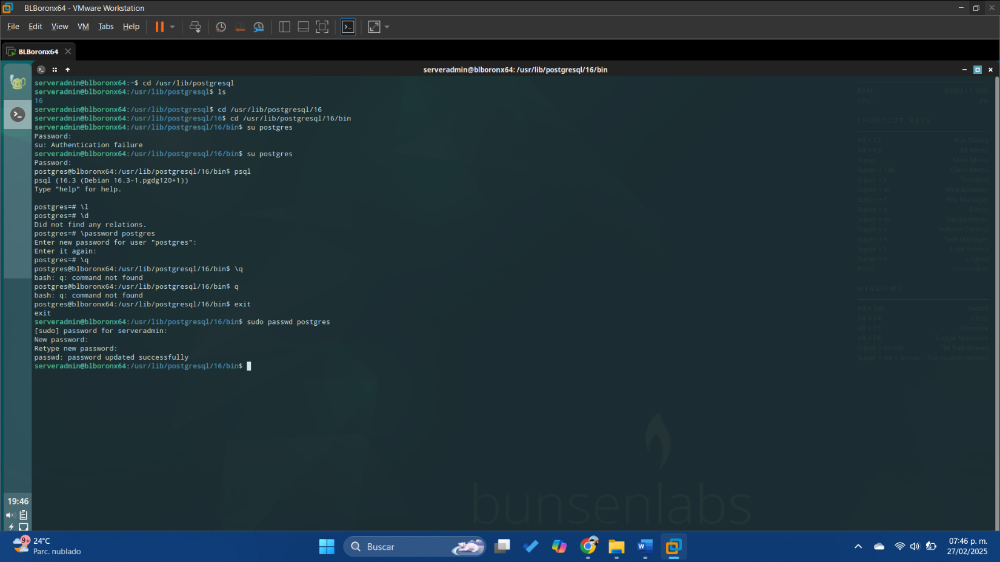 BLBoronx64 - VMware Workstation
File Edit View VM Tabs Help
BLBoronx64
serveradmin@blboronx64: /usr/lib/postgresql/16/bin
serveradmin@blboronx64:~$ cd /usr/lib/postgresql
serveradmin@blboronx64:/usr/lib/postgresql$ ls
16
serveradmin@blboronx64:/usr/lib/postgresql$ cd /usr/lib/postgresql/16
serveradmin@blboronx64:/usr/lib/postgresql/16$ cd /usr/lib/postgresql/16/bin
serveradmin@blboronx64:/usr/lib/postgresql/16/bin$ su postgres
Password:
su: Authentication failure
serveradmin@blboronx64:/usr/lib/postgresql/16/bin$ su postgres
Password:
postgres@blboronx64:/usr/lib/postgresql/16/bin$ psql
psql (16.3 (Debian 16.3-1.pgdg120+1))
Type "help" for help.
postgres=# \l
postgres=# \d
Did not find any relations.
postgres=# \password postgres
Enter new password for user "postgres":
Enter it again:
postgres=# \q
postgres@blboronx64:/usr/lib/postgresql/16/bin$ \q
bash: q: command not found
postgres@blboronx64:/usr/lib/postgresql/16/bin$ q
bash: q: command not found
postgres@blboronx64:/usr/lib/postgresql/16/bin$ exit
exit
serveradmin@blboronx64:/usr/lib/postgresql/16/bin$ sudo passwd postgres
[sudo] password for serveradmin:
New password:
Retype new password:
passwd: password updated successfully
serveradmin@blboronx64:/usr/lib/postgresql/16/bin$
RAM:
CPU: 2%
SHORTCUT KEYS
Alt + F2 Run Dialog
Alt + F3 Alt Menu
Super Main Menu
Super + Tab Client Menu
Super + t Terminal
Super + w Web Browser
Super + f File Manager
Super + e Editor
Super + m Media Player
Super + v Volume Control
Super + h Task Manager
Super + l Lock Screen
Super + x Logout
PrtSc Screenshot
WINDOWS
Alt + Tab Switch
Alt + F4 Close
Alt + F5 Minimize
Alt + F6 Toggle Maximize
Super + arrow Tile half-screen
Super + Alt + arrow Tile quarter-screen
bunsenlabs
19:46
9+
24°C
Parc. nublado
Buscar
07:46 p. m.
27/02/2025